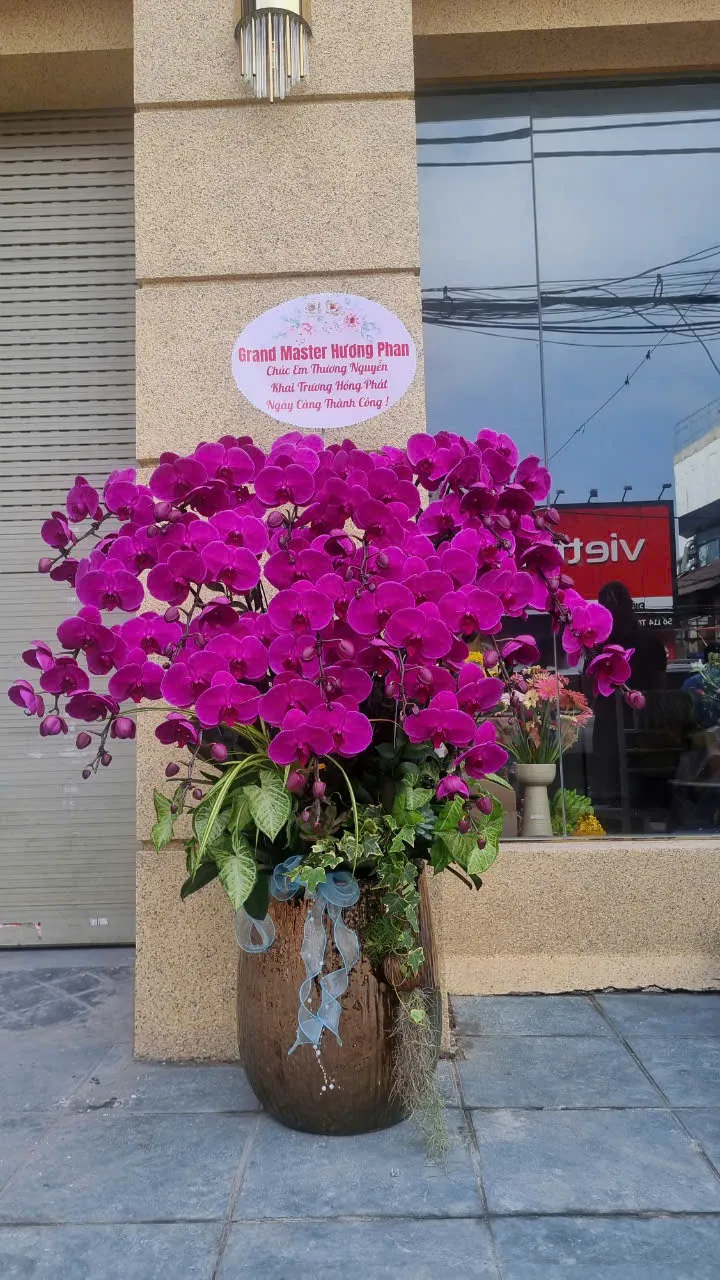 Grand Master Hương Phan
Chúc Em Thương Nguyễn
Khai Trương Hồng Phát
Ngày Càng Thành Công !
viet